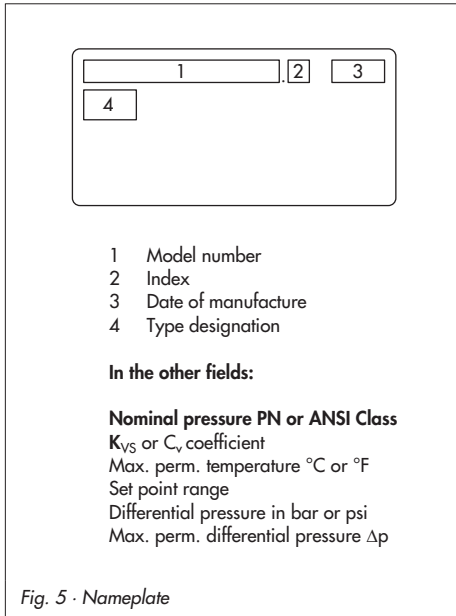 1 . 2 3
4
1 Model number
2 Index
3 Date of manufacture
4 Type designation
In the other fields:
Nominal pressure PN or ANSI Class
KVS or Cv coefficient
Max. perm. temperature °C or °F
Set point range
Differential pressure in bar or psi
Max. perm. differential pressure Δp
Fig. 5 · Nameplate